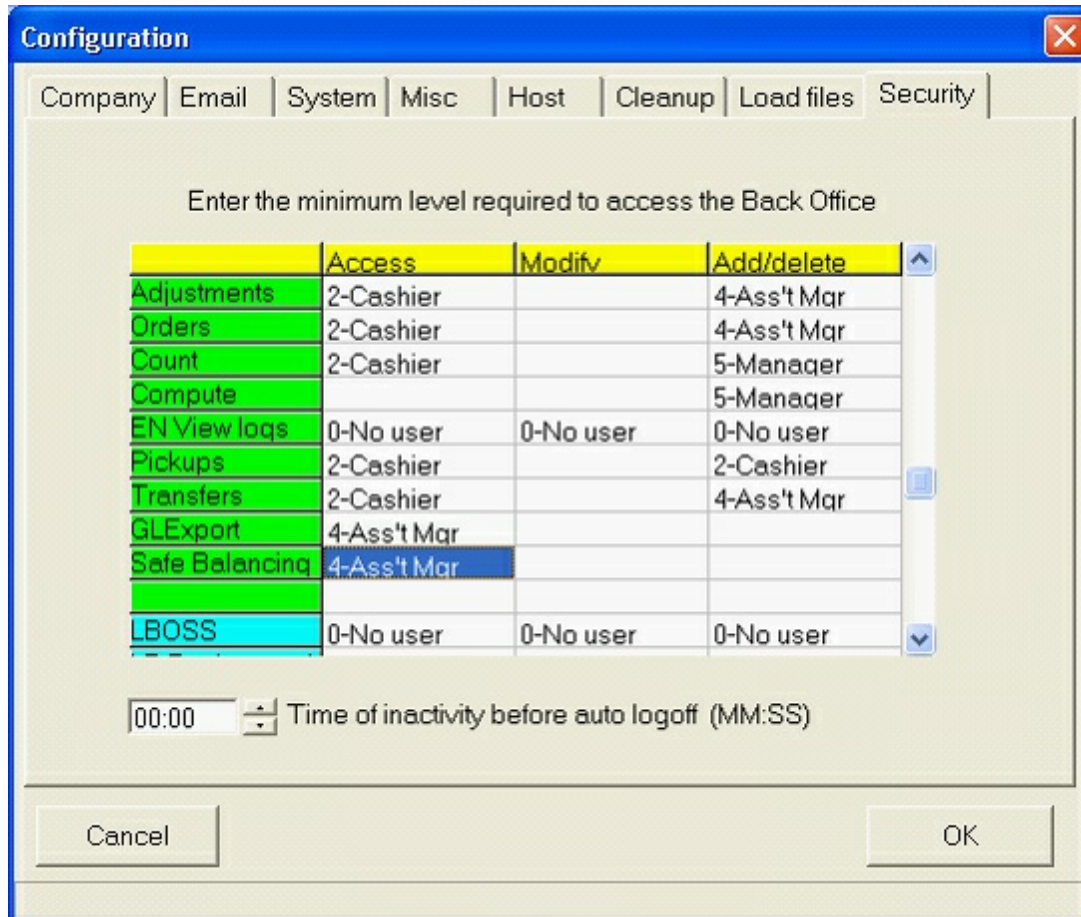 Configuration
Company Email System Misc Host Cleanup Load files Security
Enter the minimum level required to access the Back Office
Access Modify Add/delete
Adjustments 2-Cashier 4-Ass't Mgr
Orders 2-Cashier 4-Ass't Mgr
Count 2-Cashier 5-Manager
Compute 5-Manager
EN View logs 0-No user 0-No user 0-No user
Pickups 2-Cashier 2-Cashier
Transfers 2-Cashier 4-Ass't Mgr
GLExport 4-Ass't Mgr
Safe Balancing 4-Ass't Mgr
LBOSS 0-No user 0-No user 0-No user
00:00 Time of inactivity before auto logoff (MM:SS)
Cancel OK